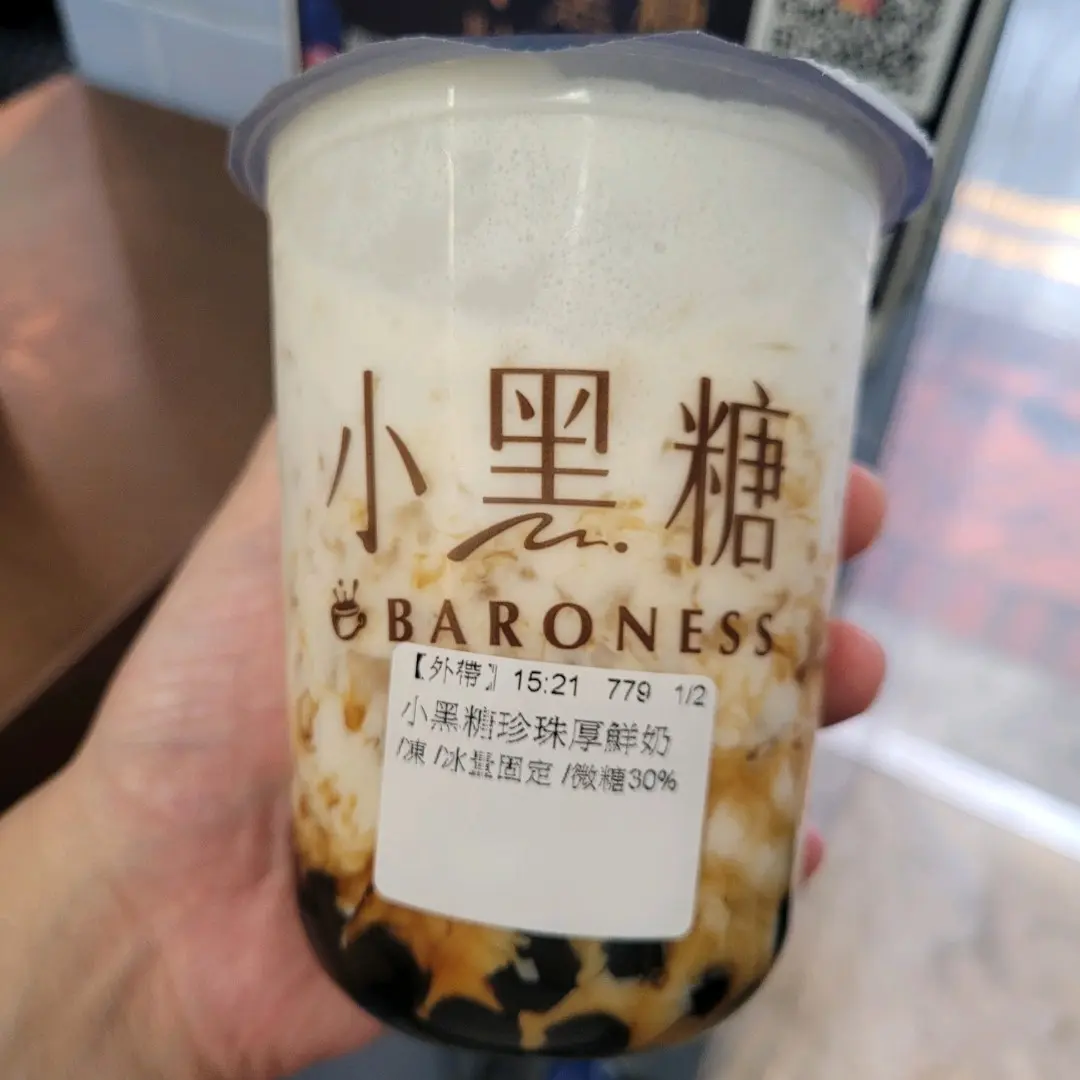 小黑糖
BARONESS
【外帶】 15:21 779 1/2
小黑糖珍珠厚鮮奶
/凍 /冰量固定 /微糖30%